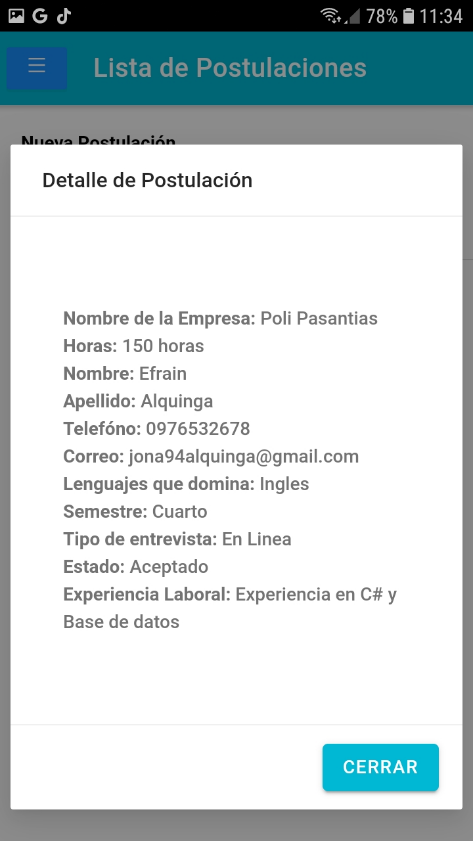 78% 11:34
Lista de Postulaciones
Nueva Postulación
Detalle de Postulación
Nombre de la Empresa: Poli Pasantias
Horas: 150 horas
Nombre: Efrain
Apellido: Alquinga
Telefóno: 0976532678
Correo: jona94alquinga@gmail.com
Lenguajes que domina: Ingles
Semestre: Cuarto
Tipo de entrevista: En Linea
Estado: Aceptado
Experiencia Laboral: Experiencia en C# y
Base de datos
CERRAR